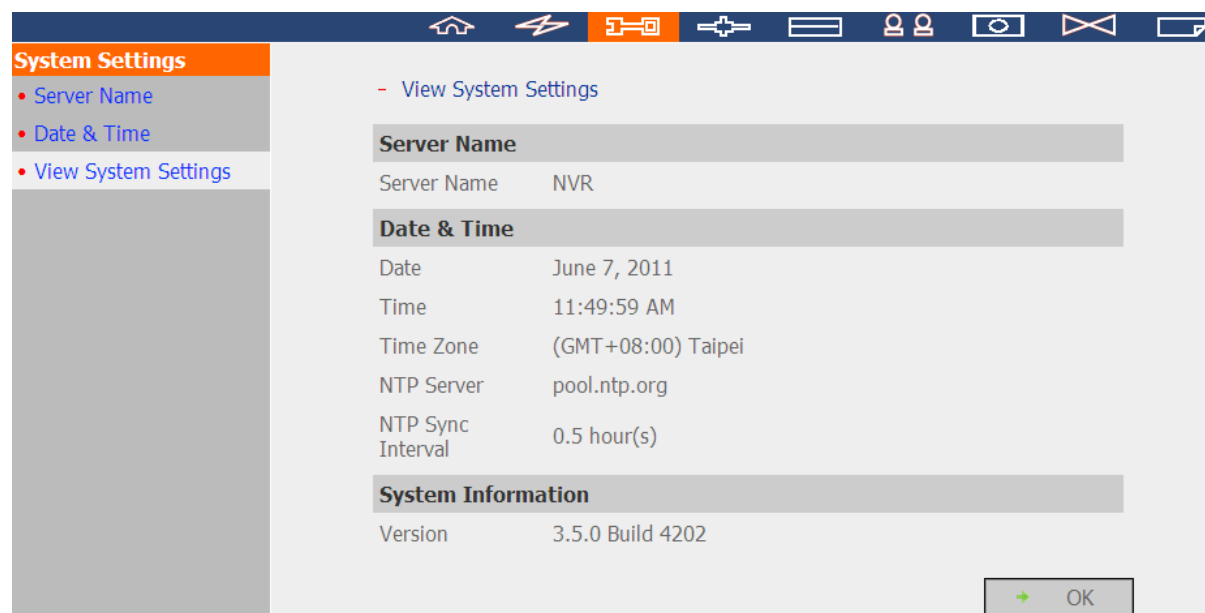 System Settings
Server Name
Date & Time
View System Settings
– View System Settings
Server Name
Server Name NVR
Date & Time
Date June 7, 2011
Time 11:49:59 AM
Time Zone (GMT+08:00) Taipei
NTP Server pool.ntp.org
NTP Sync
Interval 0.5 hour(s)
System Information
Version 3.5.0 Build 4202
OK